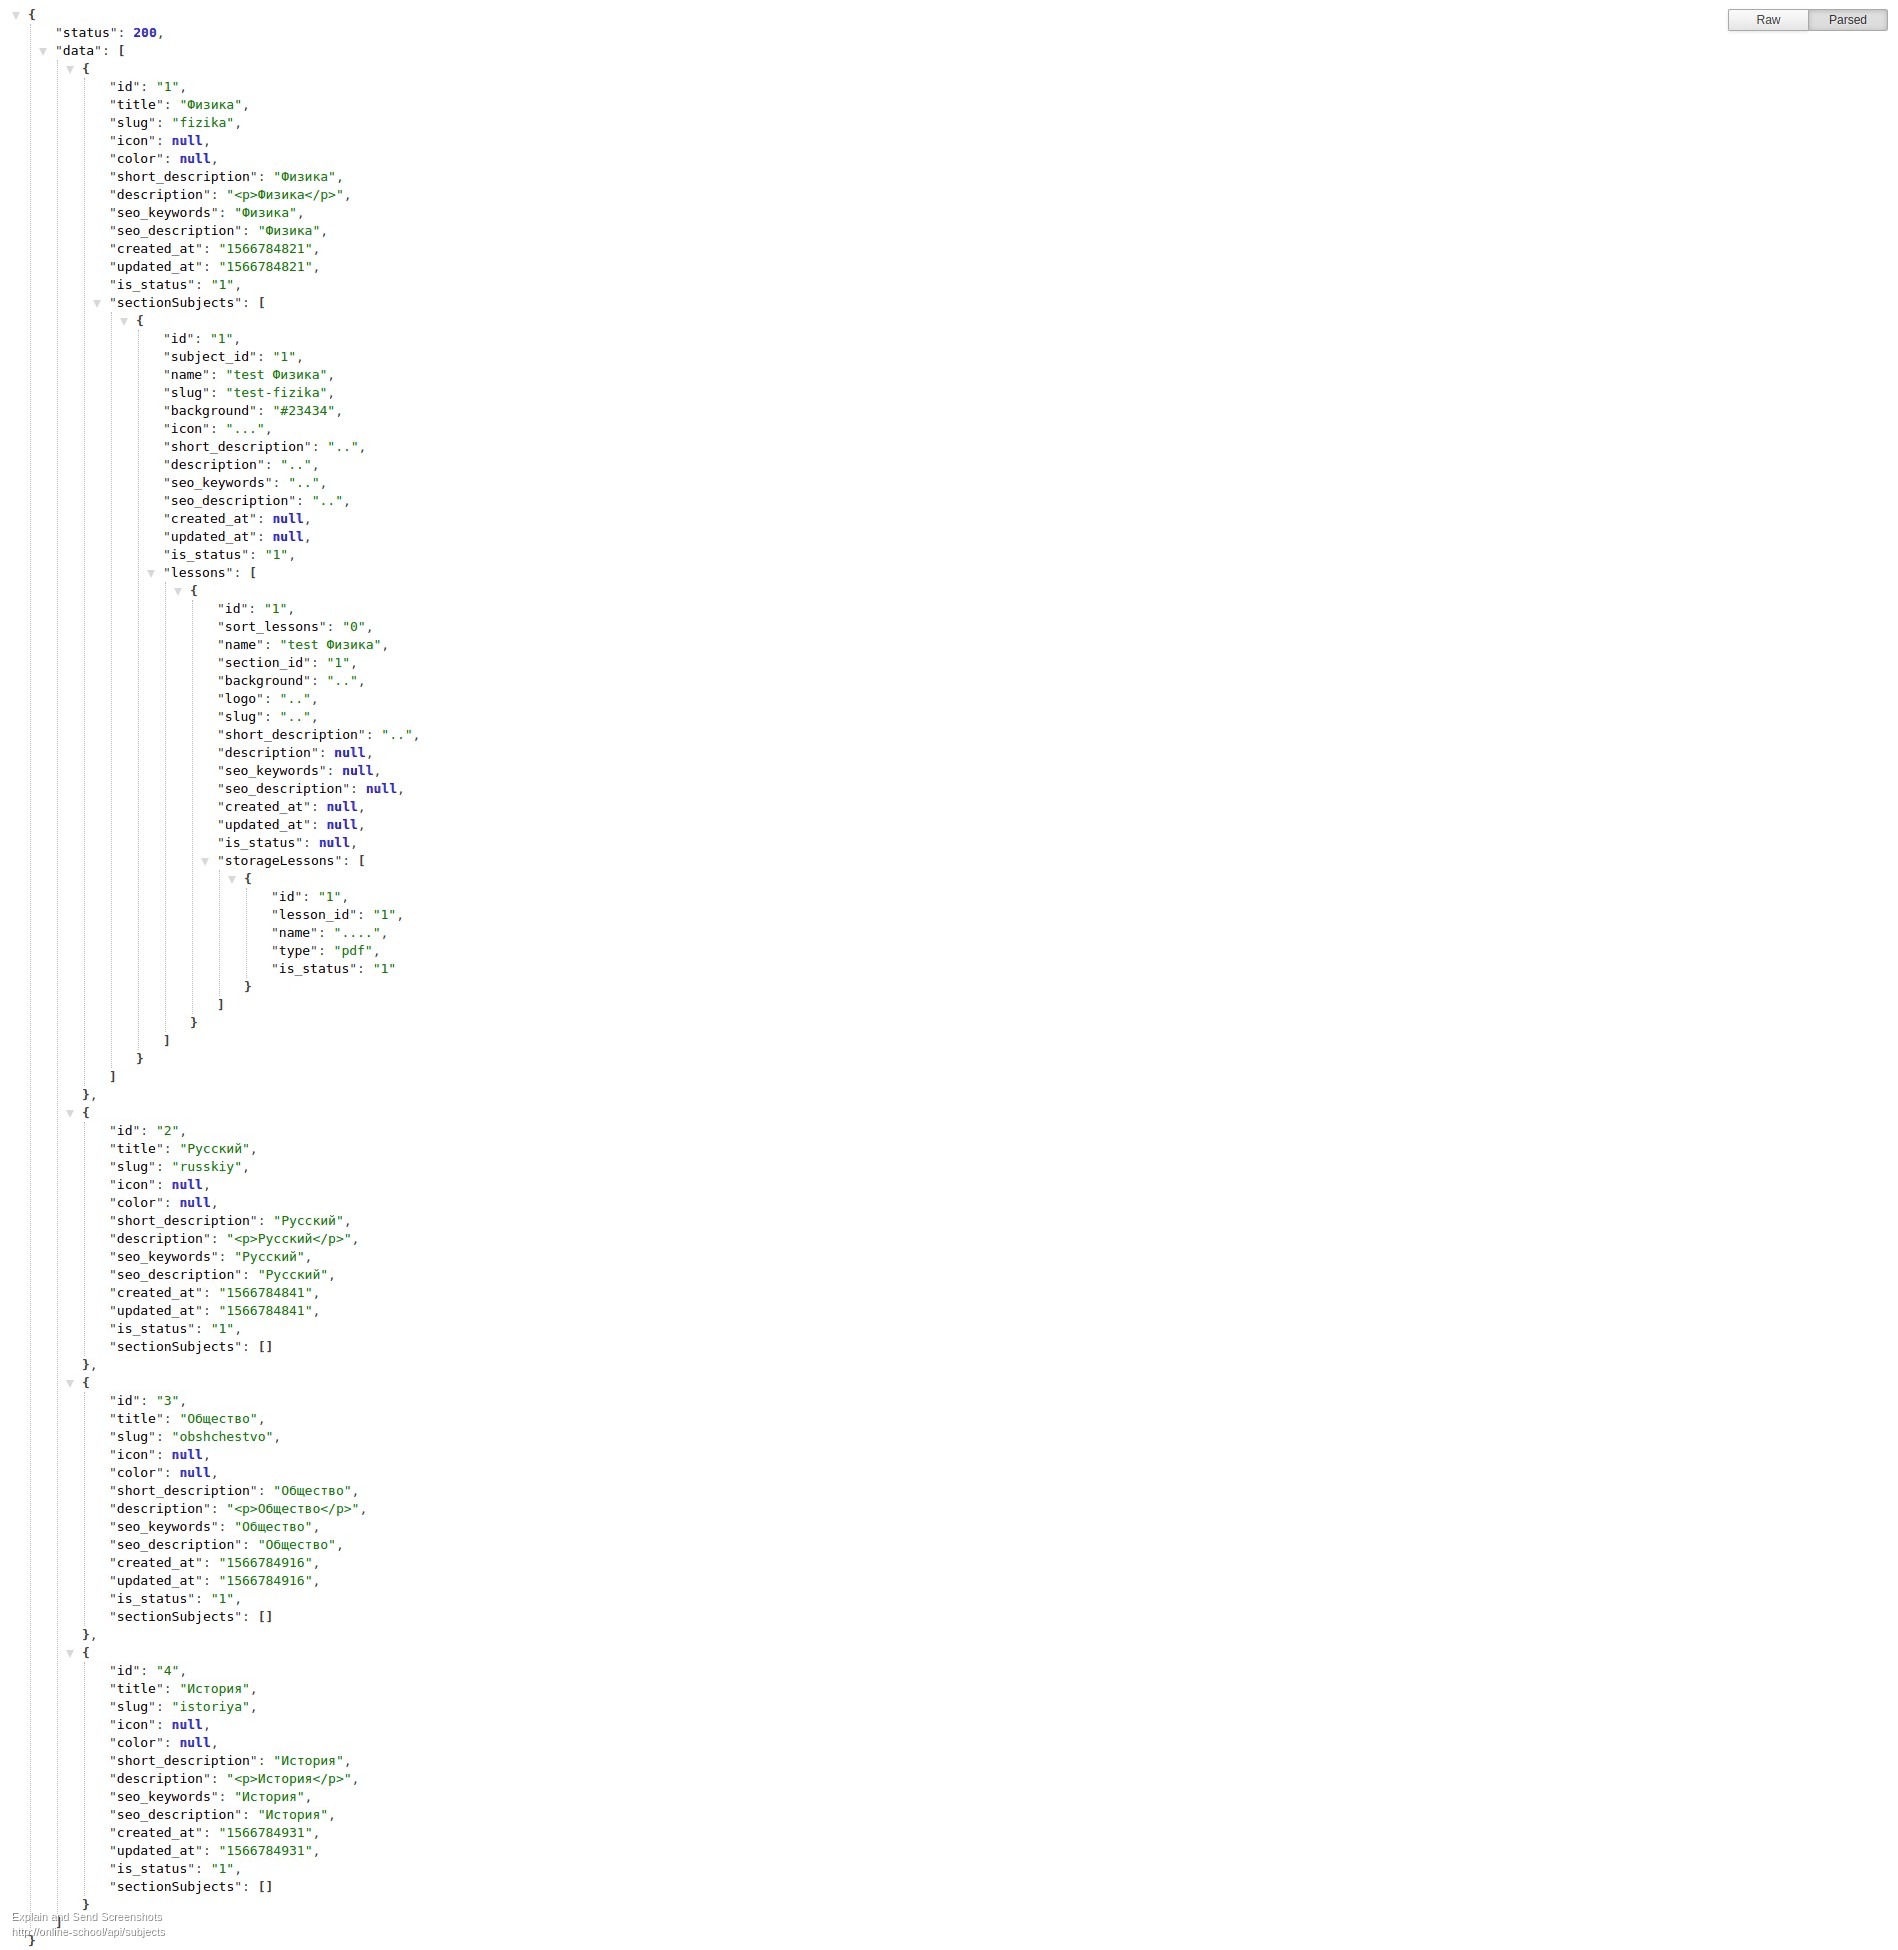 {
Raw Parsed
"status": 200,
"data": [
{
"id": "1",
"title": "Физика",
"slug": "fizika",
"icon": null,
"color": null,
"short_description": "Физика",
"description": "<p>Физика</p>",
"seo_keywords": "Физика",
"seo_description": "Физика",
"created_at": "1566784821",
"updated_at": "1566784821",
"is_status": "1",
"sectionSubjects": [
{
"id": "1",
"subject_id": "1",
"name": "test Физика",
"slug": "test-fizika",
"background": "#23434",
"icon": "...",
"short_description": "..",
"description": "..",
"seo_keywords": "..",
"seo_description": "..",
"created_at": null,
"updated_at": null,
"is_status": "1",
"lessons": [
{
"id": "1",
"sort_lessons": "0",
"name": "test Физика",
"section_id": "1",
"background": "..",
"logo": "..",
"slug": "..",
"short_description": "..",
"description": null,
"seo_keywords": null,
"seo_description": null,
"created_at": null,
"updated_at": null,
"is_status": null,
"storageLessons": [
{
"id": "1",
"lesson_id": "1",
"name": "....",
"type": "pdf",
"is_status": "1"
}
]
}
]
}
]
},
{
"id": "2",
"title": "Русский",
"slug": "russkiy",
"icon": null,
"color": null,
"short_description": "Русский",
"description": "<p>Русский</p>",
"seo_keywords": "Русский",
"seo_description": "Русский",
"created_at": "1566784841",
"updated_at": "1566784841",
"is_status": "1",
"sectionSubjects": []
},
{
"id": "3",
"title": "Общество",
"slug": "obshchestvo",
"icon": null,
"color": null,
"short_description": "Общество",
"description": "<p>Общество</p>",
"seo_keywords": "Общество",
"seo_description": "Общество",
"created_at": "1566784916",
"updated_at": "1566784916",
"is_status": "1",
"sectionSubjects": []
},
{
"id": "4",
"title": "История",
"slug": "istoriya",
"icon": null,
"color": null,
"short_description": "История",
"description": "<p>История</p>",
"seo_keywords": "История",
"seo_description": "История",
"created_at": "1566784931",
"updated_at": "1566784931",
"is_status": "1",
"sectionSubjects": []
}
Explain and Send Screenshots
]
http://online-school/api/subjects
}